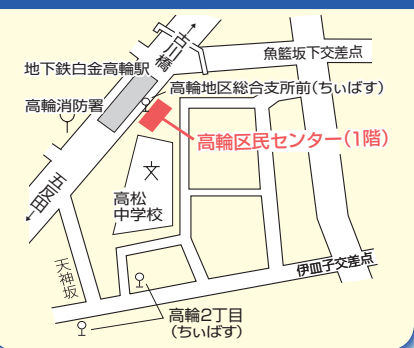 古川橋
魚籃坂下交差点
地下鉄白金高輪駅
高輪地区総合支所前(ちぃばす)
高輪消防署
高輪区民センター(1階)
五反田
高松
中学校
文
天神坂
伊皿子交差点
高輪2丁目
(ちぃばす)